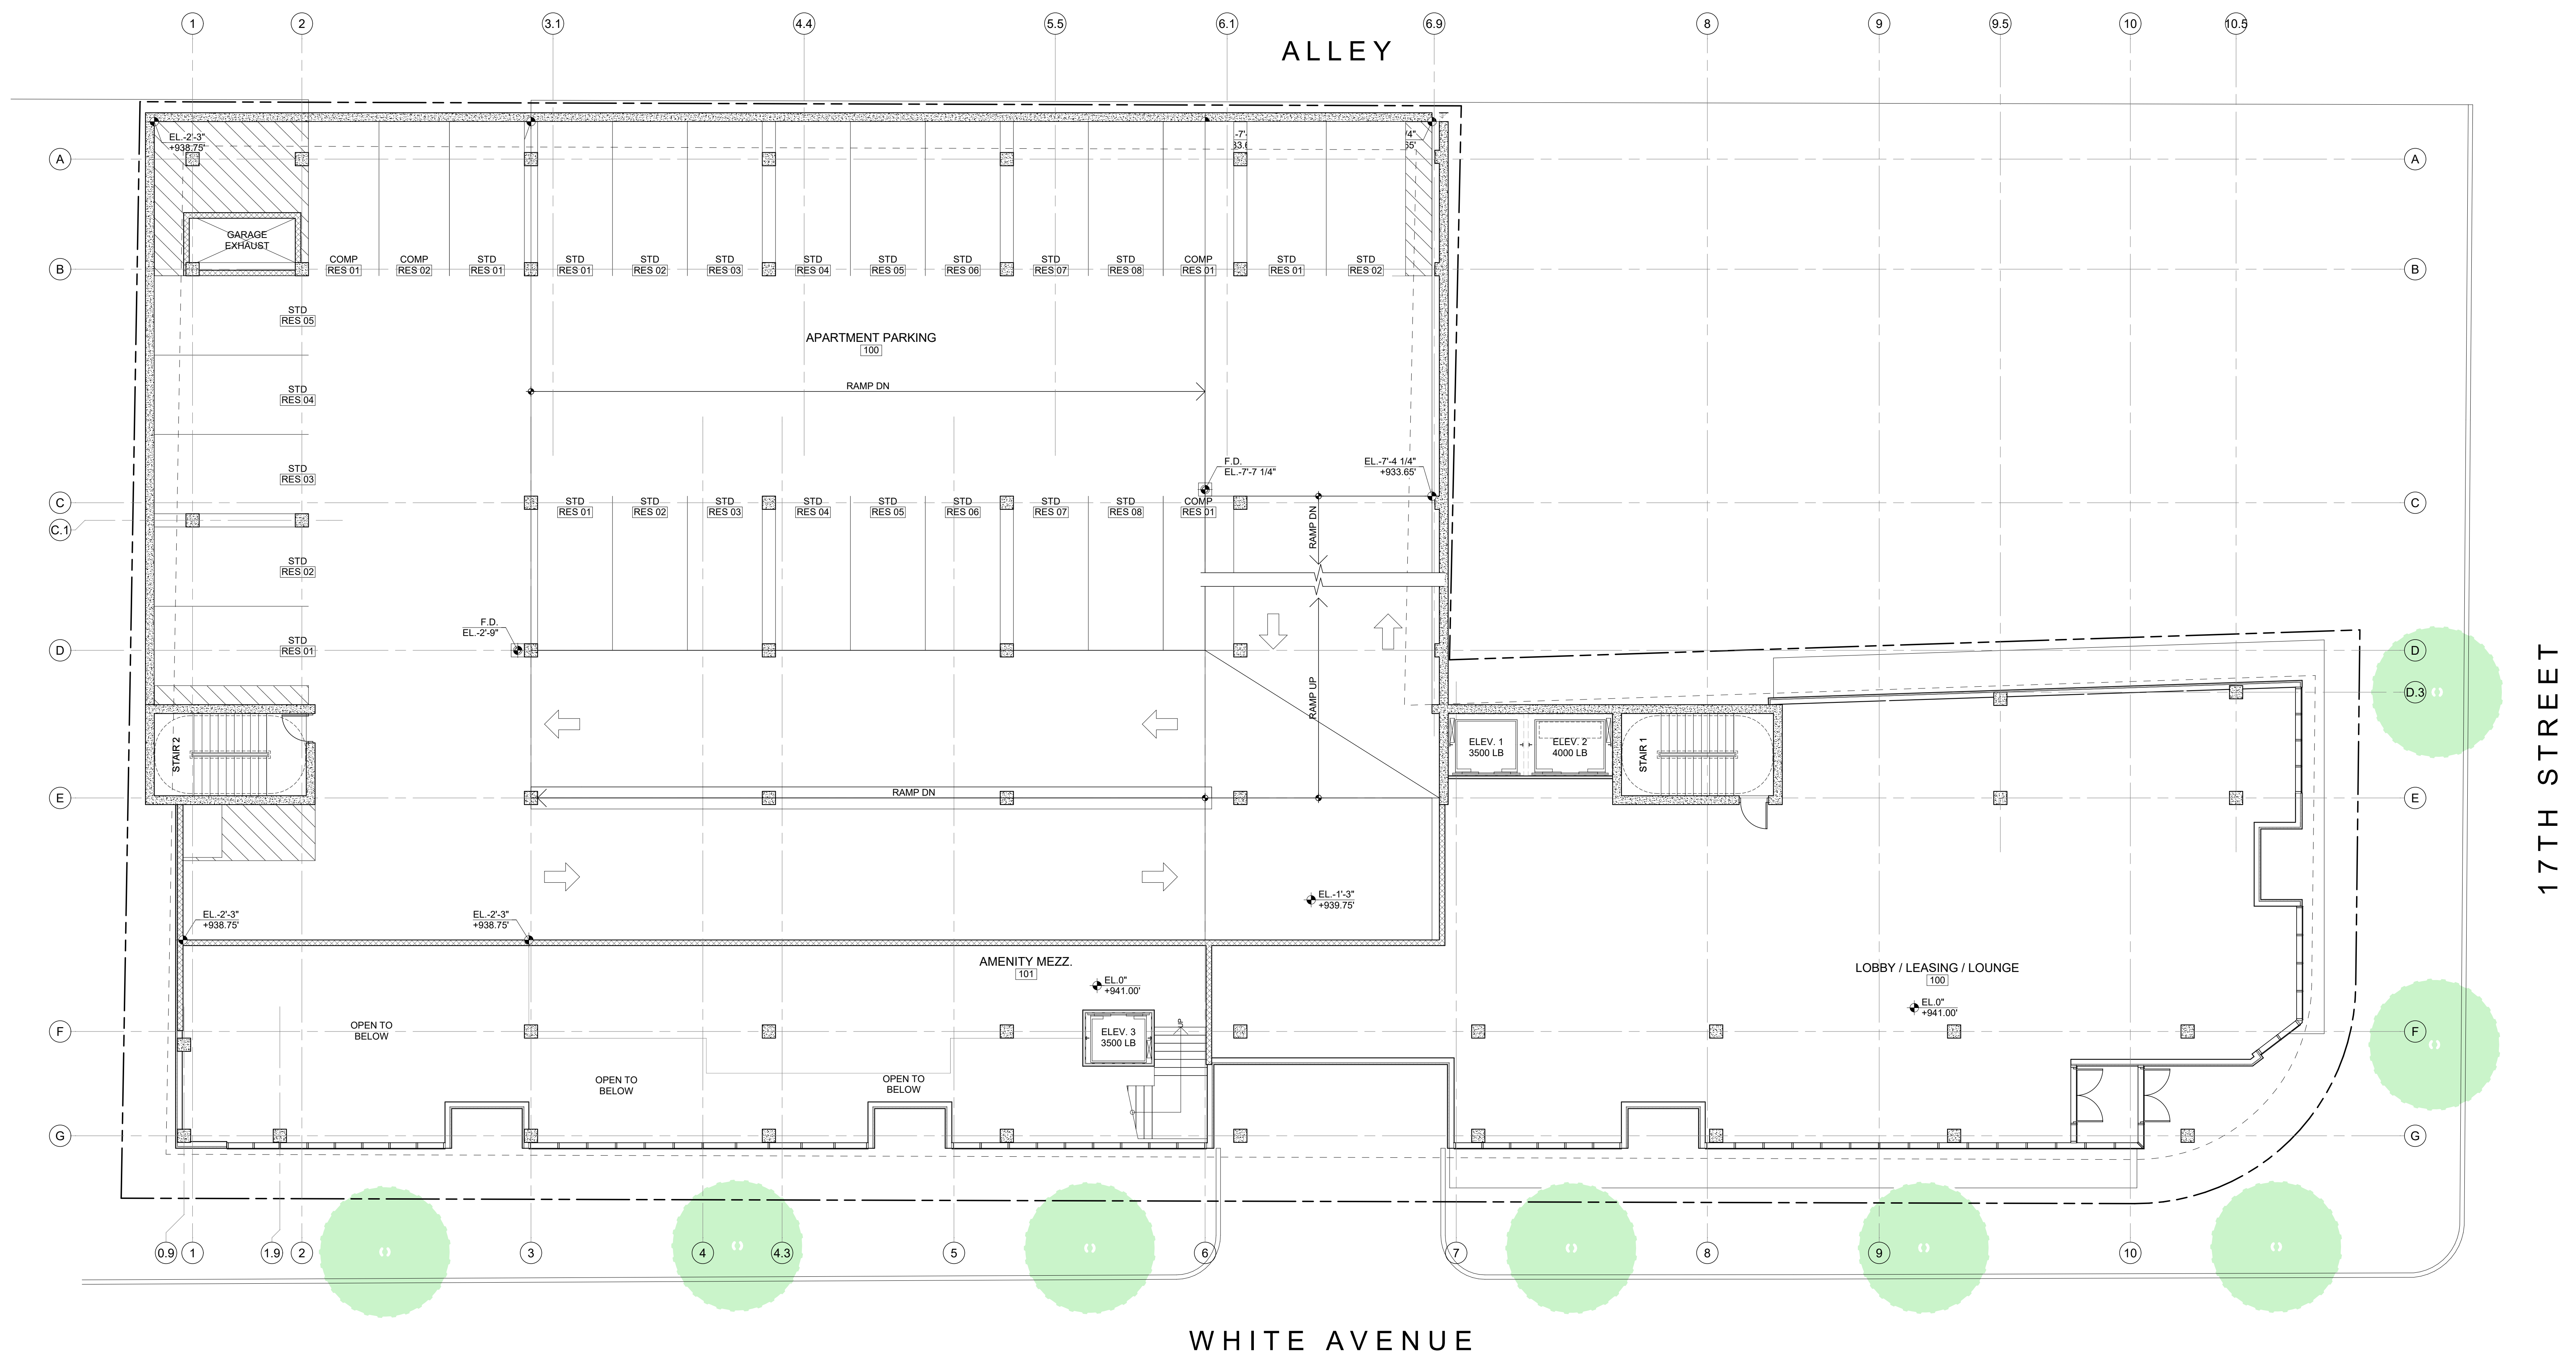 1 2 3.1 4.4 5.5 6.1 6.9 8 9 9.5 10 10.5
ALLEY
EL.-2'-3"
+938.75'
A A
GARAGE
EXHAUST
COMP COMP STD STD STD STD STD STD STD STD STD COMP STD STD
B RES 01 RES 02 RES 01 RES 01 RES 02 RES 03 RES 04 RES 05 RES 06 RES 07 RES 08 RES 01 RES 01 RES 02 B
STD
RES 05
APARTMENT PARKING
100
RAMP DN
STD
RES 04
F.D.
EL.-7'-7 1/4"
EL.-7'-4 1/4"
+933.65'
STD
RES 03
C STD STD STD STD STD STD STD STD COMP C
RES 01 RES 02 RES 03 RES 04 RES 05 RES 06 RES 07 RES 08 RES 01
C.1
RAMP DN
STD
RES 02
F.D.
EL.-2'-9"
STD
RES 01
D D
RAMP UP
D.3
17TH STREET
STAIR 2
ELEV. 1
3500 LB
ELEV. 2
4000 LB
STAIR 1
RAMP DN
E E
EL.-1'-3"
+939.75'
EL.-2'-3"
+938.75'
EL.-2'-3"
+938.75'
AMENITY MEZZ.
101
LOBBY / LEASING / LOUNGE
100
EL.0"
+941.00'
EL.0"
+941.00'
OPEN TO
BELOW
UP
ELEV. 3
3500 LB
F F
OPEN TO
BELOW
OPEN TO
BELOW
G G
0.9 1 1.9 2 3 4 4.3 5 6 7 8 9 10
WHITE AVENUE